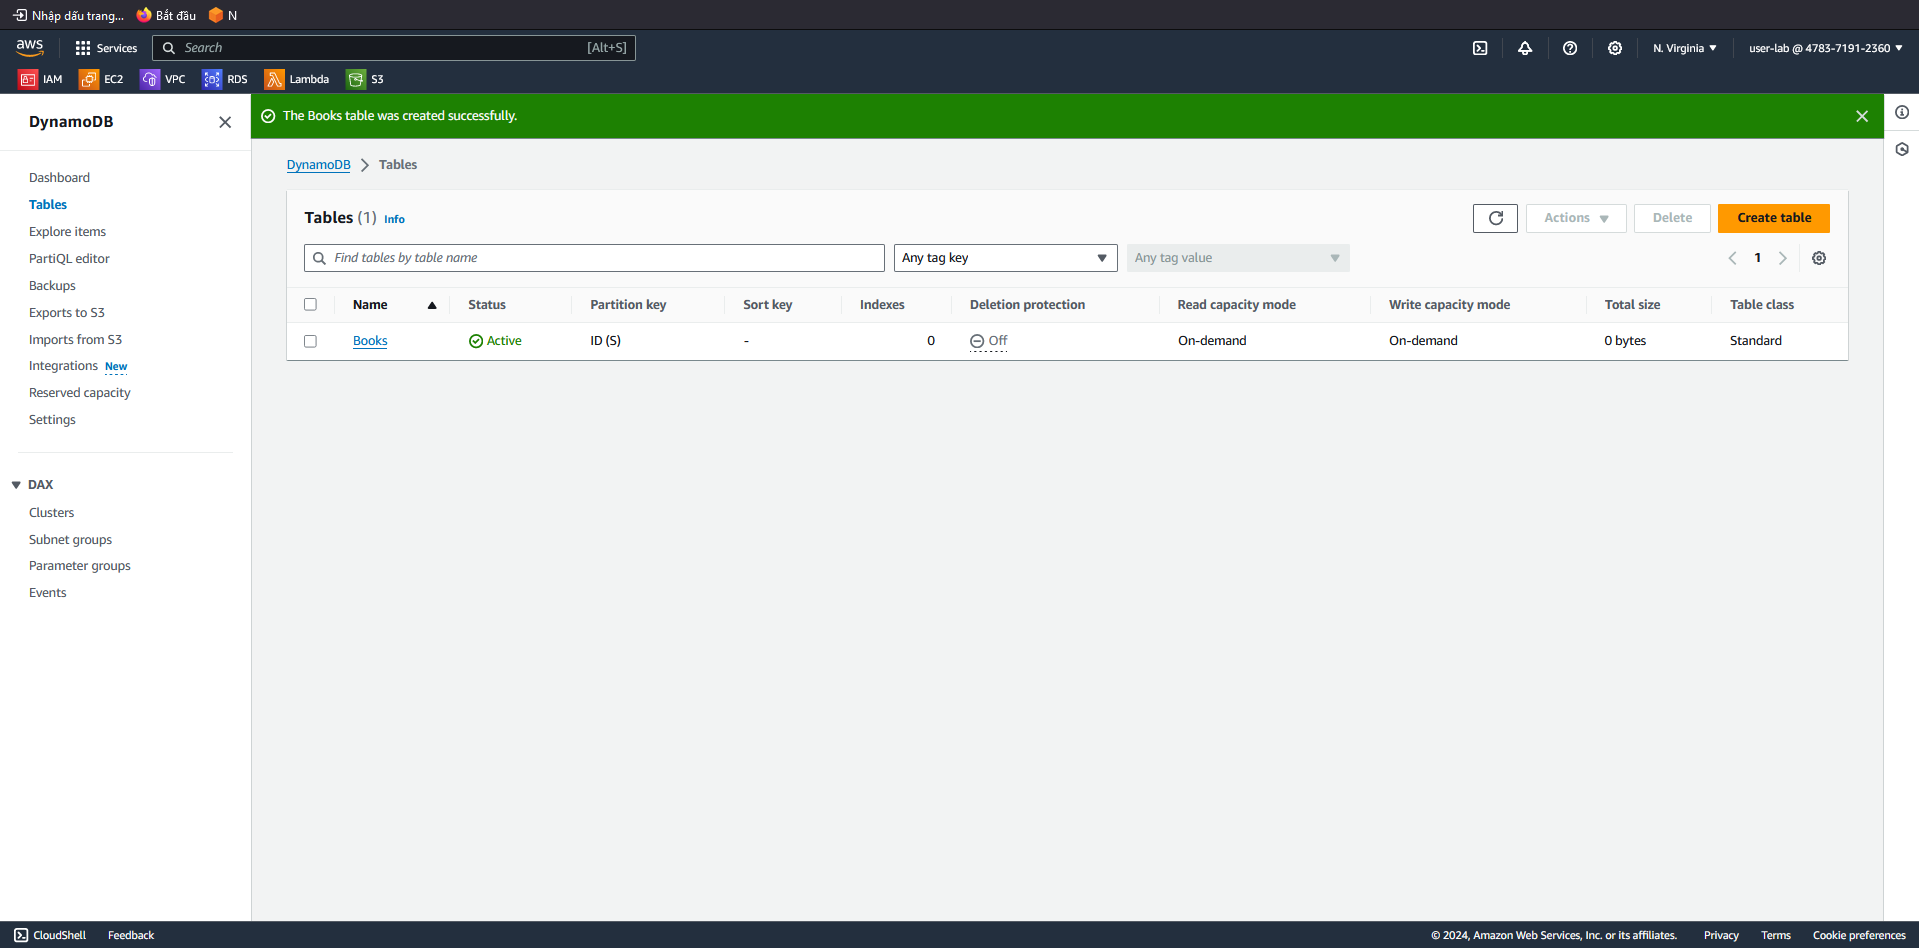 Nhập dấu trang... Bắt đầu N
aws Services Search [Alt+S] N. Virginia user-lab @ 4783-7191-2360
IAM EC2 VPC RDS Lambda S3
DynamoDB
Dashboard
Tables
Explore items
PartiQL editor
Backups
Exports to S3
Imports from S3
Integrations New
Reserved capacity
Settings
DAX
Clusters
Subnet groups
Parameter groups
Events
The Books table was created successfully.
DynamoDB Tables
Tables (1) Info Actions Delete Create table
Find tables by table name Any tag key Any tag value 1
Name Status Partition key Sort key Indexes Deletion protection Read capacity mode Write capacity mode Total size Table class
Books Active ID (S) - 0 Off On-demand On-demand 0 bytes Standard
CloudShell Feedback © 2024, Amazon Web Services, Inc. or its affiliates. Privacy Terms Cookie preferences